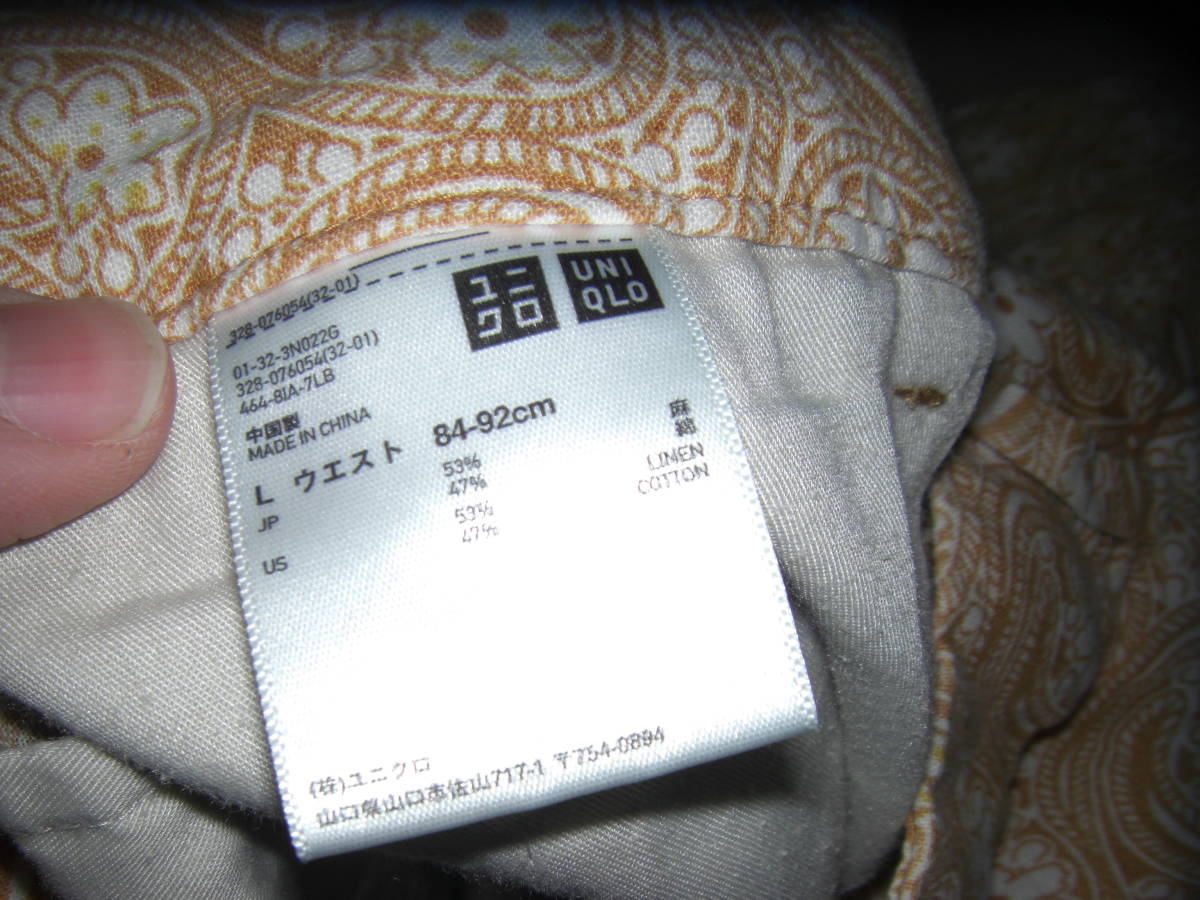 328-076054(32-01)
ユニ
クロ
UNI
QLO
01-32-3N022G
328-076054(32-01)
464-8IA-7LB
中国製
MADE IN CHINA
L ウエスト 84-92cm
JP 53% 麻
47% 綿
US 53% LINEN
47% COTTON
(株)ユニクロ
山口県山口市佐山717-1 〒754-0894